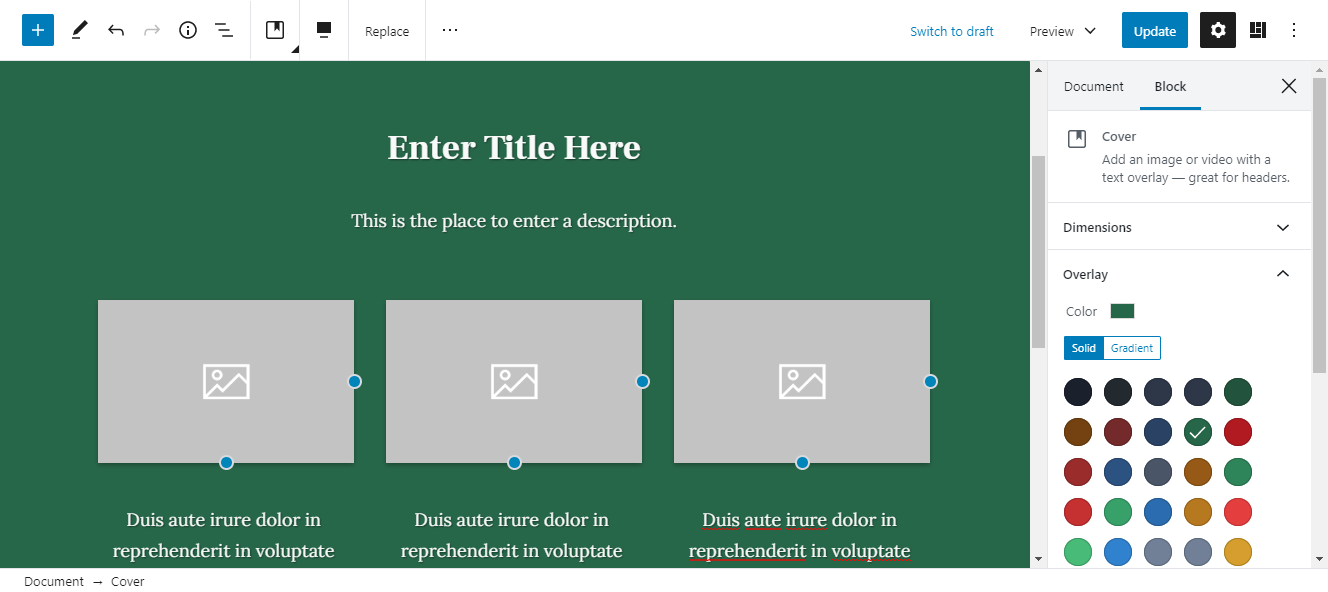 Replace
Switch to draft
Preview
Update
Document
Block
Enter Title Here
This is the place to enter a description.
Duis aute irure dolor in
reprehenderit in voluptate
Duis aute irure dolor in
reprehenderit in voluptate
Duis aute irure dolor in
reprehenderit in voluptate
Cover
Add an image or video with a
text overlay — great for headers.
Dimensions
Overlay
Color
Solid
Gradient
Document → Cover